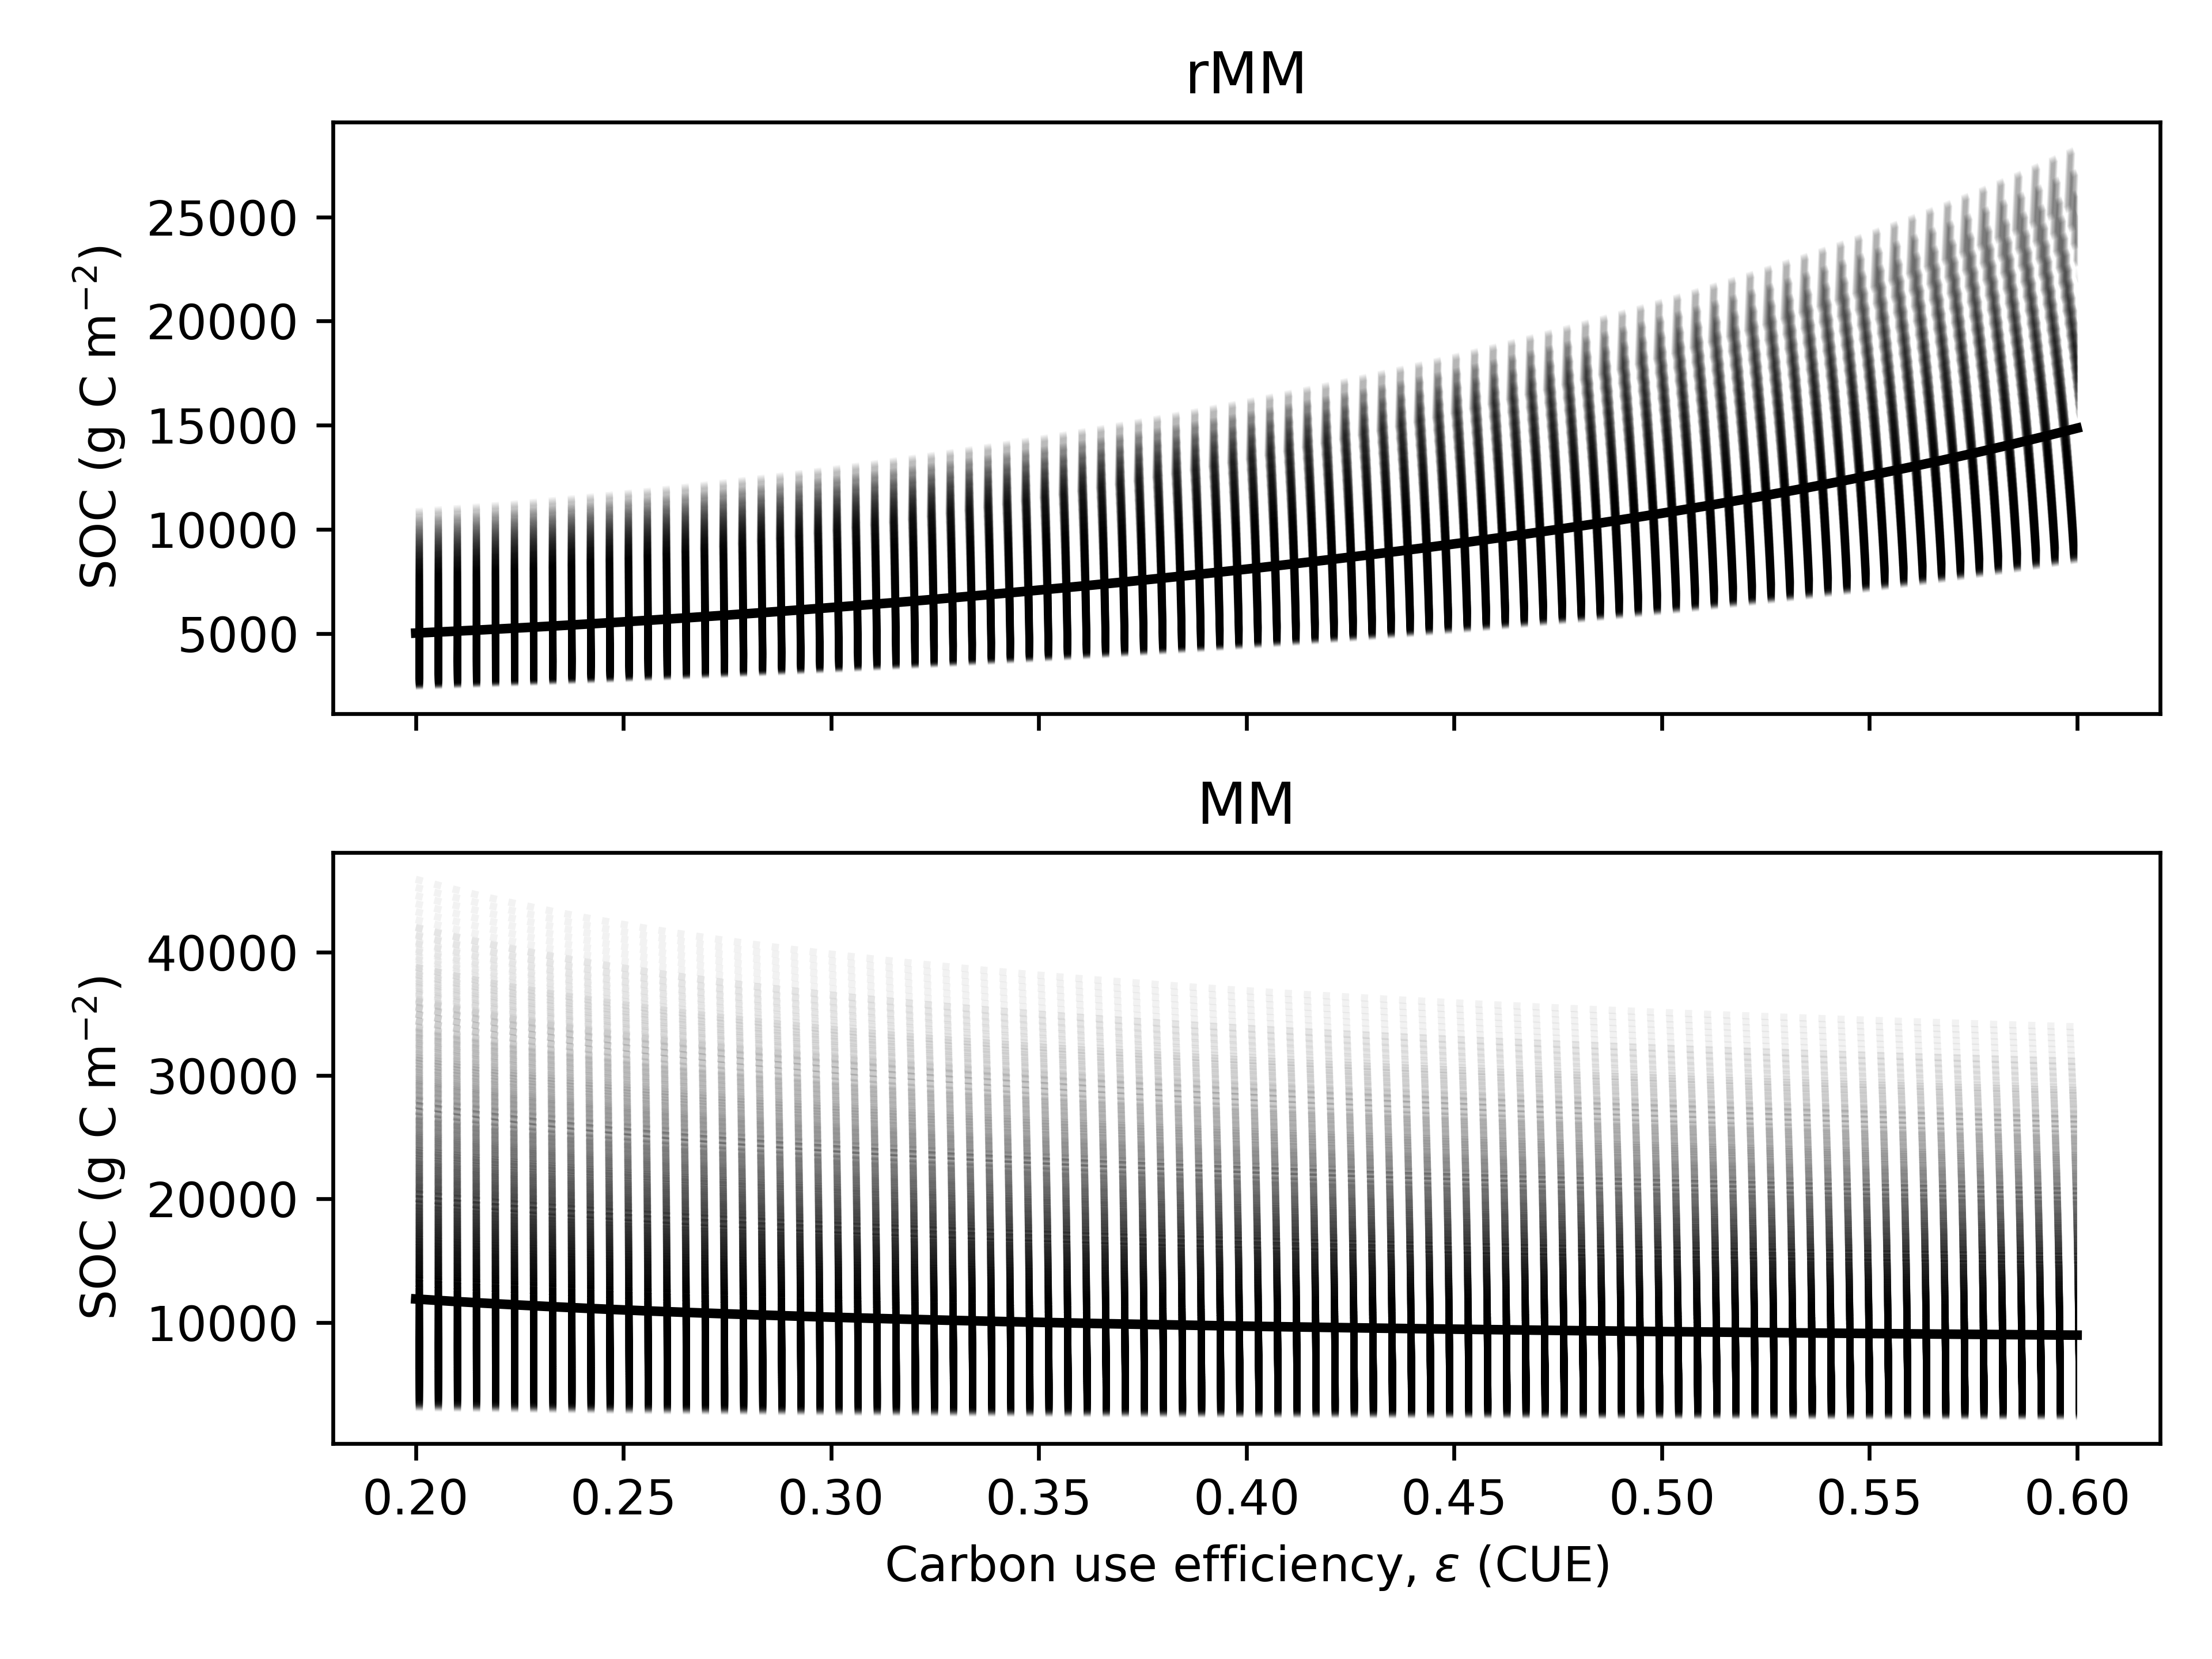 rMM
SOC (g C m⁻²)
25000
20000
15000
10000
5000
MM
SOC (g C m⁻²)
40000
30000
20000
10000
0.20 0.25 0.30 0.35 0.40 0.45 0.50 0.55 0.60
Carbon use efficiency, ε (CUE)